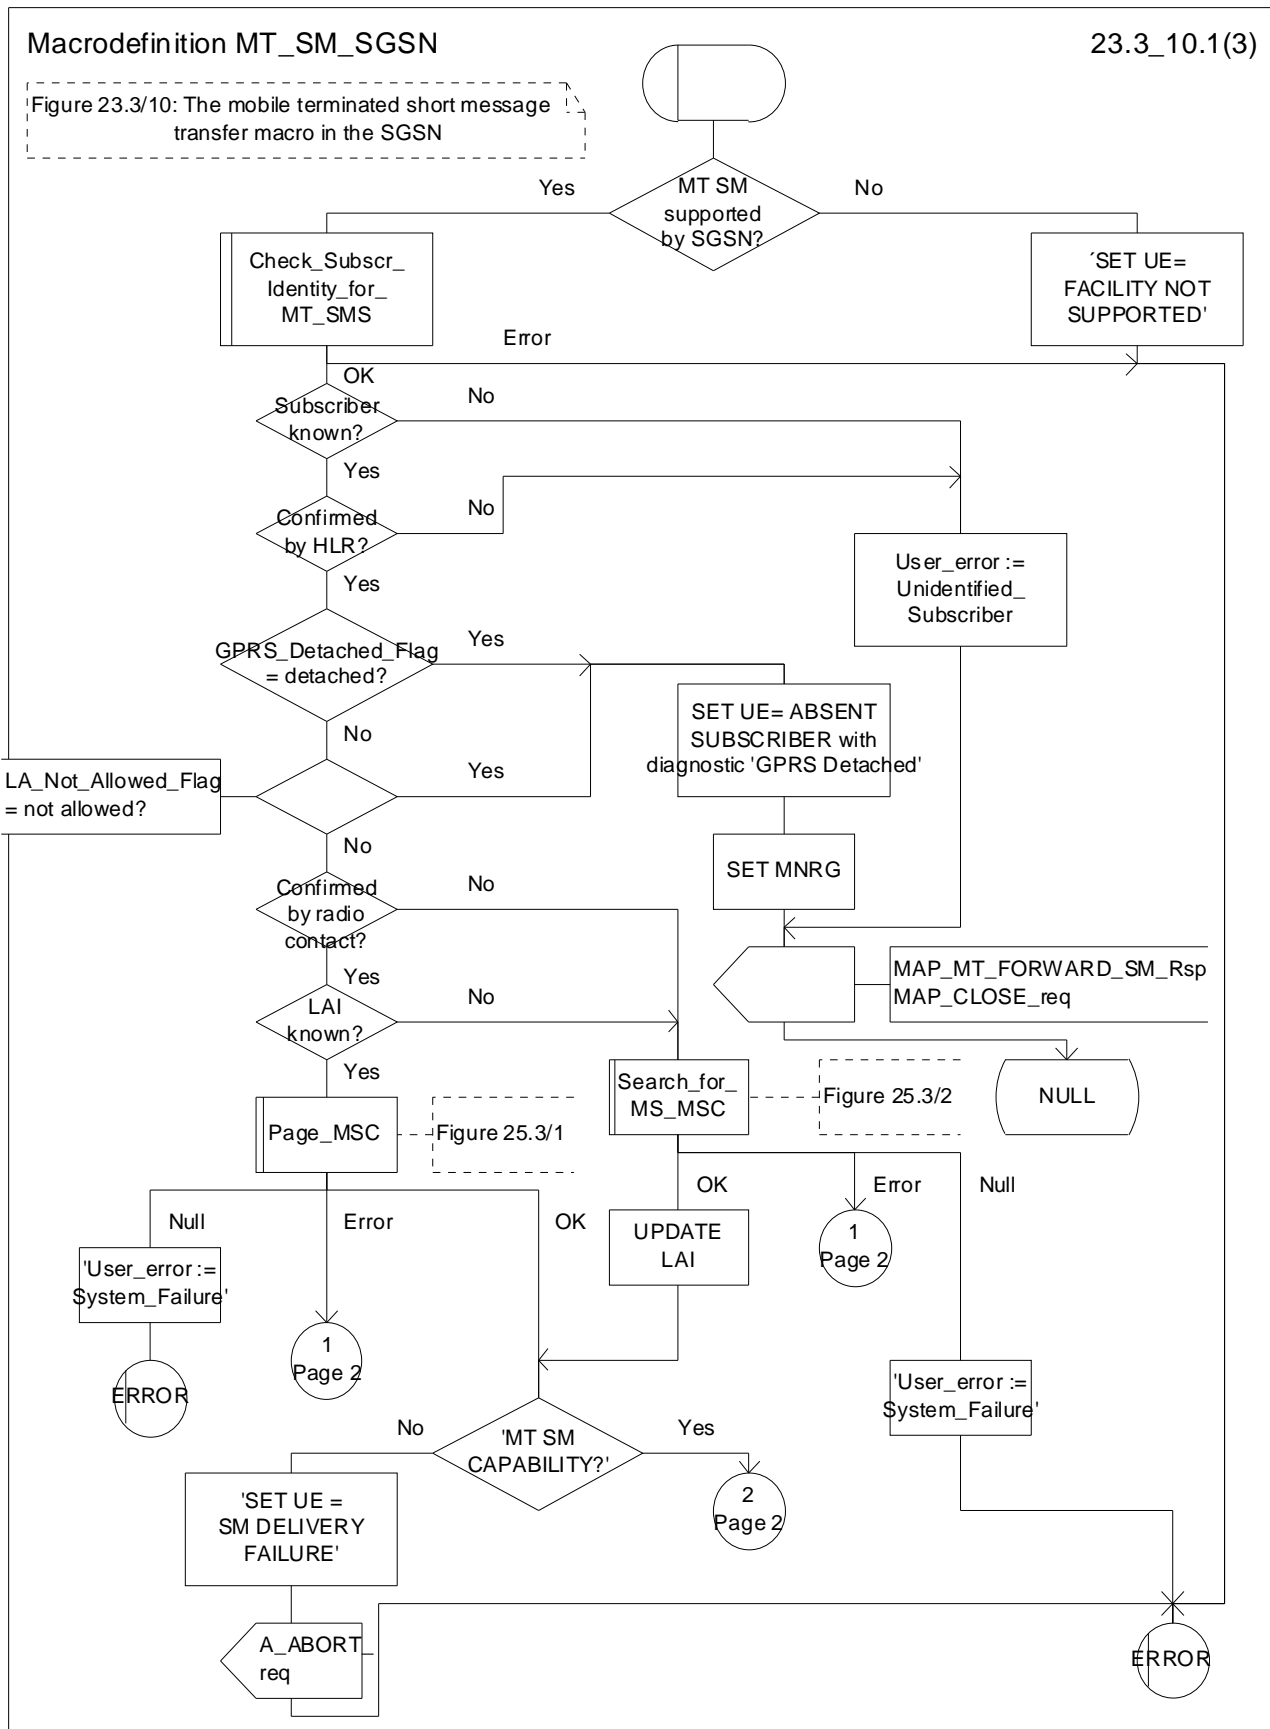 Macrodefinition MT_SM_SGSN
23.3_10.1(3)
Figure 23.3/10: The mobile terminated short message
transfer macro in the SGSN
MT SM
supported
by SGSN?
Yes
No
Check_Subscr_
Identity_for_
MT_SMS
´SET UE=
FACILITY NOT
SUPPORTED'
Error
OK
Subscriber
known?
No
Yes
Confirmed
by HLR?
No
User_error :=
Unidentified_
Subscriber
Yes
GPRS_Detached_Flag
= detached?
Yes
SET UE= ABSENT
SUBSCRIBER with
diagnostic 'GPRS Detached'
No
LA_Not_Allowed_Flag
= not allowed?
Yes
No
SET MNRG
Confirmed
by radio
contact?
No
MAP_MT_FORWARD_SM_Rsp
MAP_CLOSE_req
Yes
LAI
known?
No
Yes
Search_for_
MS_MSC
Figure 25.3/2
NULL
Page_MSC
Figure 25.3/1
OK
Error
Null
Null
Error
OK
UPDATE
LAI
1
Page 2
'User_error :=
System_Failure'
1
Page 2
ERROR
'User_error :=
System_Failure'
No
'MT SM
CAPABILITY?'
Yes
2
Page 2
'SET UE =
SM DELIVERY
FAILURE'
A_ABORT_
req
ERROR